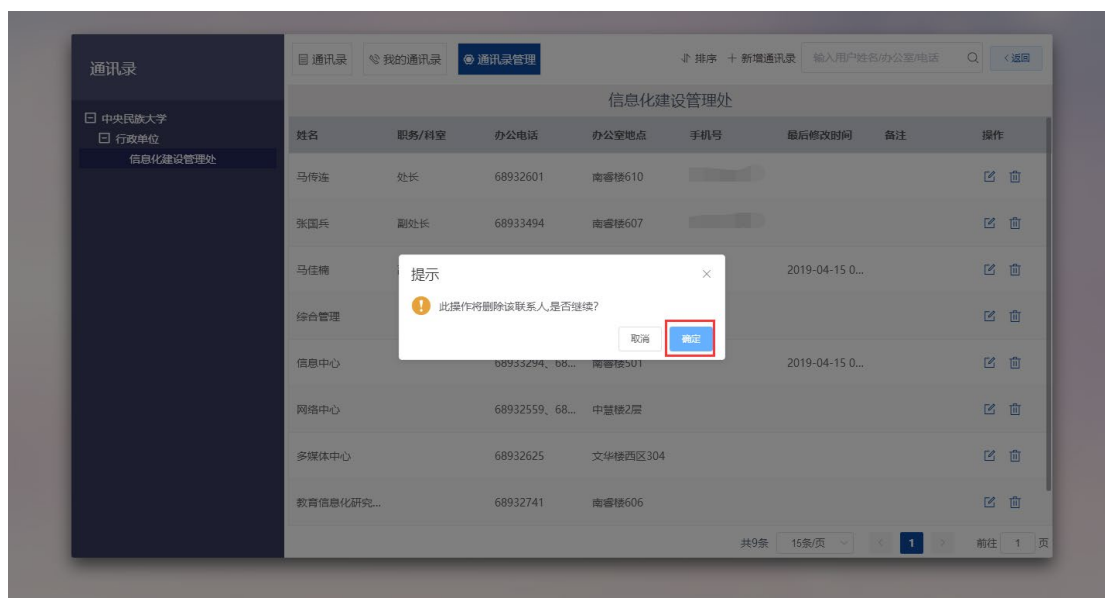 通讯录
中央民族大学
行政单位
信息化建设管理处
通讯录 我的通讯录 通讯录管理 排序 新增通讯录 输入用户姓名/办公室/电话 <返回
信息化建设管理处
姓名 职务/科室 办公电话 办公室地点 手机号 最后修改时间 备注 操作
马传连 处长 68932601 南睿楼610
张国兵 副处长 68933494 南睿楼607
马佳楠 2019-04-15 0...
提示
此操作将删除该联系人,是否继续?
取消 确定
综合管理
信息中心 68933294、68... 南睿楼501 2019-04-15 0...
网络中心 68932559、68... 中慧楼2层
多媒体中心 68932625 文华楼西区304
教育信息化研究... 68932741 南睿楼606
共9条 15条/页 < 1 > 前往 1 页